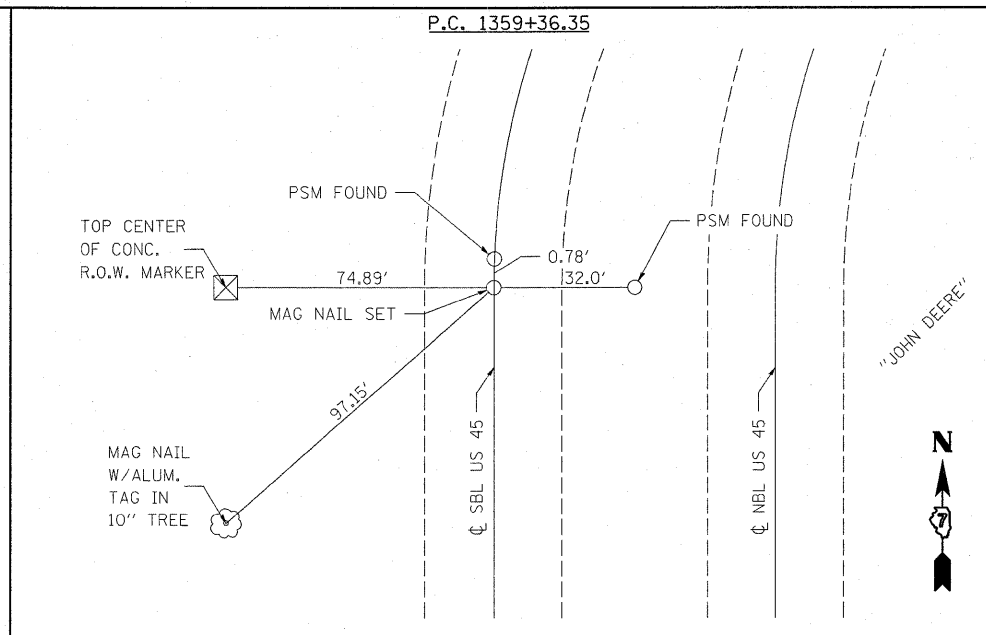 P.C. 1359+36.35
PSM FOUND
PSM FOUND
TOP CENTER
OF CONC.
R.O.W. MARKER
0.78'
74.89'
32.0'
MAG NAIL SET
"JOHN DEERE"
97.15'
MAG NAIL
W/ALUM.
TAG IN
10'' TREE
℄ SBL US 45
℄ NBL US 45
N
7